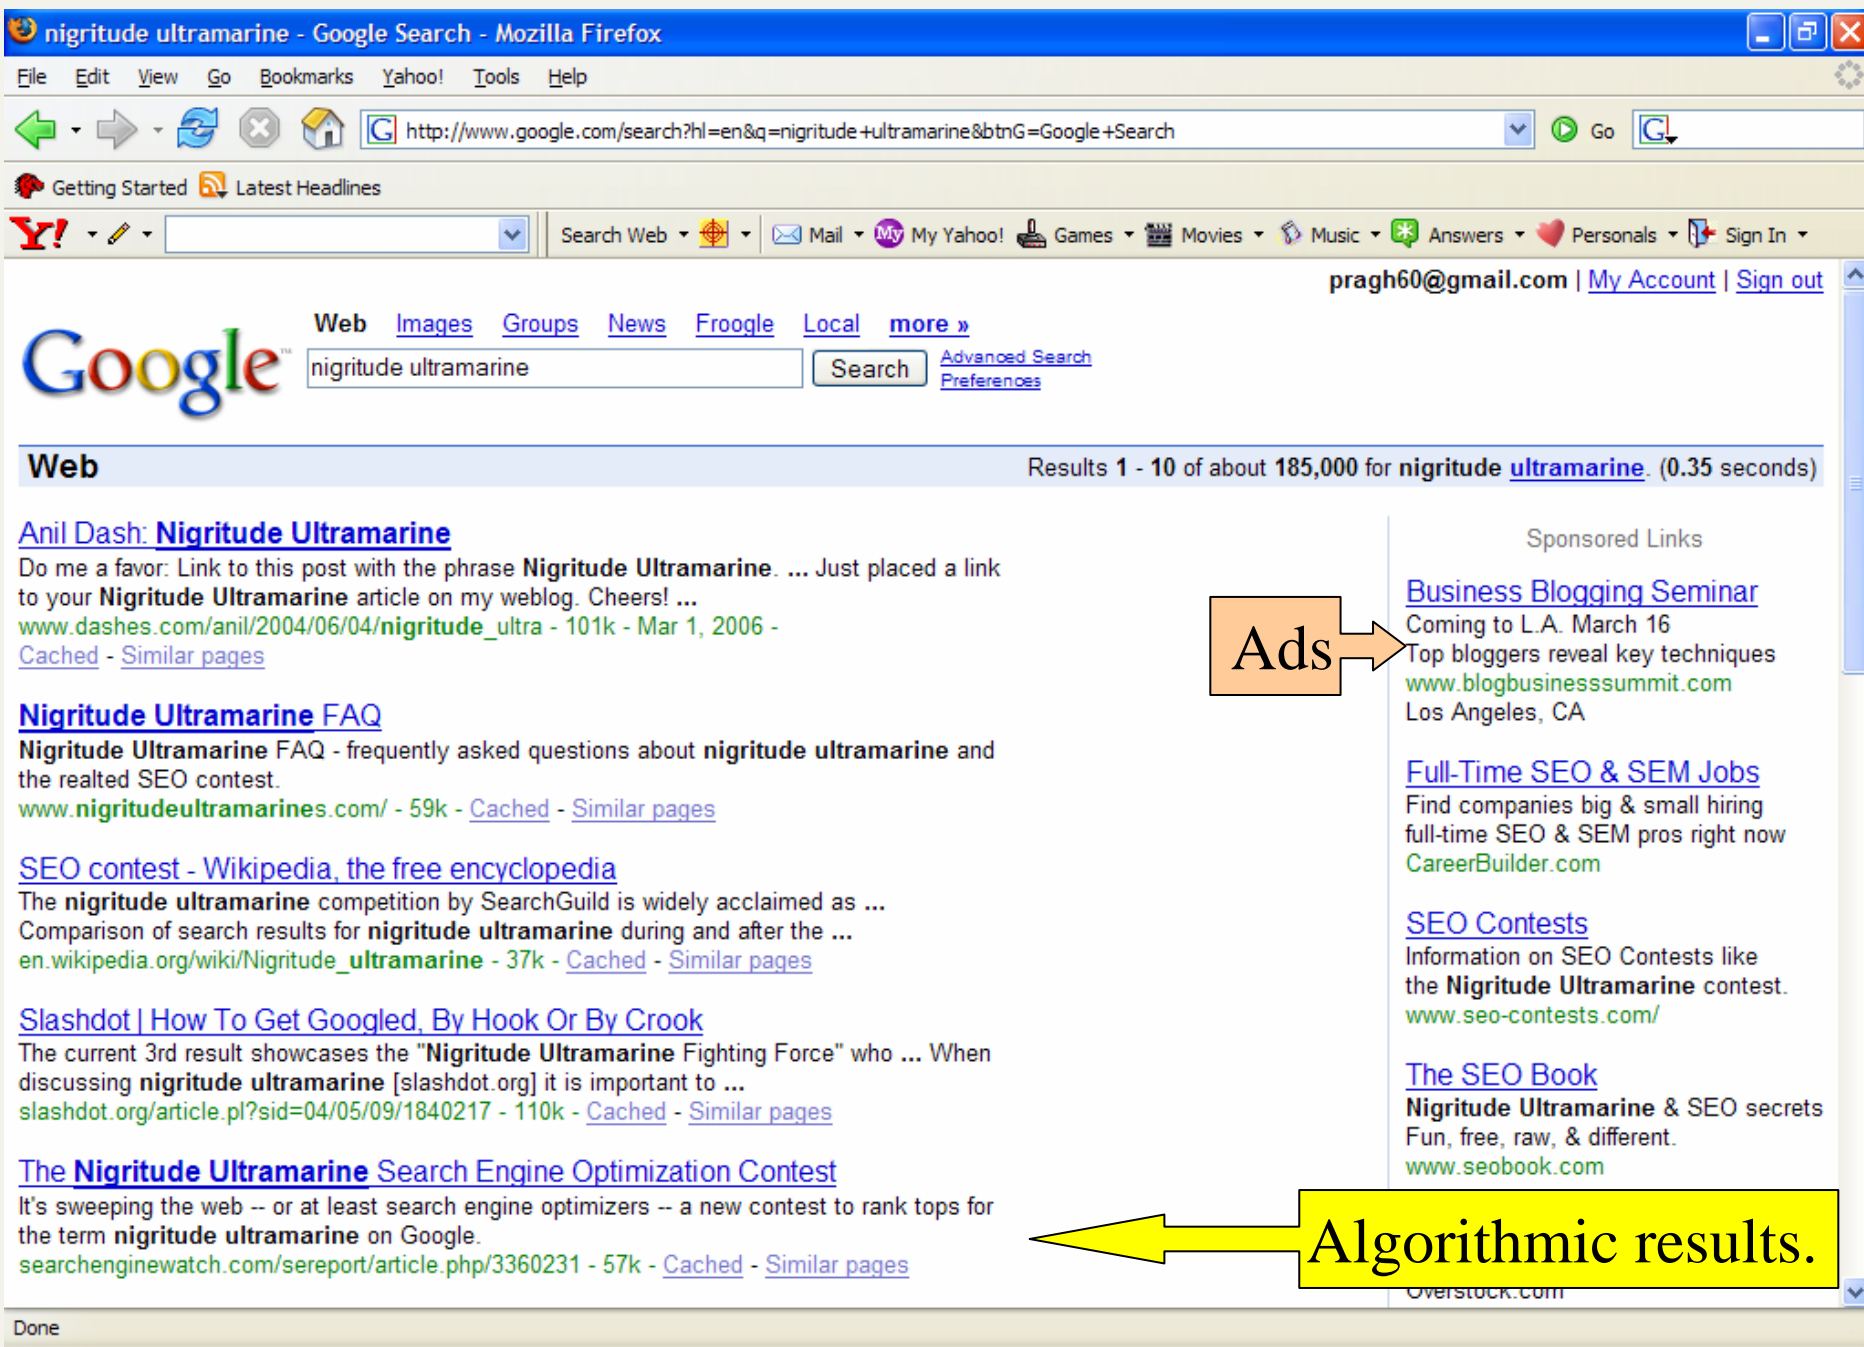 nigritude ultramarine - Google Search - Mozilla Firefox
File Edit View Go Bookmarks Yahoo! Tools Help
http://www.google.com/search?hl=en&q=nigritude+ultramarine&btnG=Google+Search Go
Getting Started Latest Headlines
Y! Search Web Mail My My Yahoo! Games Movies Music Answers Personals Sign In
pragh60@gmail.com | My Account | Sign out
Web Images Groups News Froogle Local more »
Google™ nigritude ultramarine Search Advanced Search
Preferences
Web Results 1 - 10 of about 185,000 for nigritude ultramarine. (0.35 seconds)
Anil Dash: Nigritude Ultramarine
Do me a favor: Link to this post with the phrase Nigritude Ultramarine. ... Just placed a link
to your Nigritude Ultramarine article on my weblog. Cheers! ...
www.dashes.com/anil/2004/06/04/nigritude_ultra - 101k - Mar 1, 2006 -
Cached - Similar pages
Nigritude Ultramarine FAQ
Nigritude Ultramarine FAQ - frequently asked questions about nigritude ultramarine and
the realted SEO contest.
www.nigritudeultramarines.com/ - 59k - Cached - Similar pages
SEO contest - Wikipedia, the free encyclopedia
The nigritude ultramarine competition by SearchGuild is widely acclaimed as ...
Comparison of search results for nigritude ultramarine during and after the ...
en.wikipedia.org/wiki/Nigritude_ultramarine - 37k - Cached - Similar pages
Slashdot | How To Get Googled, By Hook Or By Crook
The current 3rd result showcases the "Nigritude Ultramarine Fighting Force" who ... When
discussing nigritude ultramarine [slashdot.org] it is important to ...
slashdot.org/article.pl?sid=04/05/09/1840217 - 110k - Cached - Similar pages
The Nigritude Ultramarine Search Engine Optimization Contest
It's sweeping the web -- or at least search engine optimizers -- a new contest to rank tops for
the term nigritude ultramarine on Google.
searchenginewatch.com/sereport/article.php/3360231 - 57k - Cached - Similar pages
Sponsored Links
Business Blogging Seminar
Coming to L.A. March 16
Top bloggers reveal key techniques
www.blogbusinesssummit.com
Los Angeles, CA
Ads
Full-Time SEO & SEM Jobs
Find companies big & small hiring
full-time SEO & SEM pros right now
CareerBuilder.com
SEO Contests
Information on SEO Contests like
the Nigritude Ultramarine contest.
www.seo-contests.com/
The SEO Book
Nigritude Ultramarine & SEO secrets
Fun, free, raw, & different.
www.seobook.com
Algorithmic results.
Overstock.com
Done